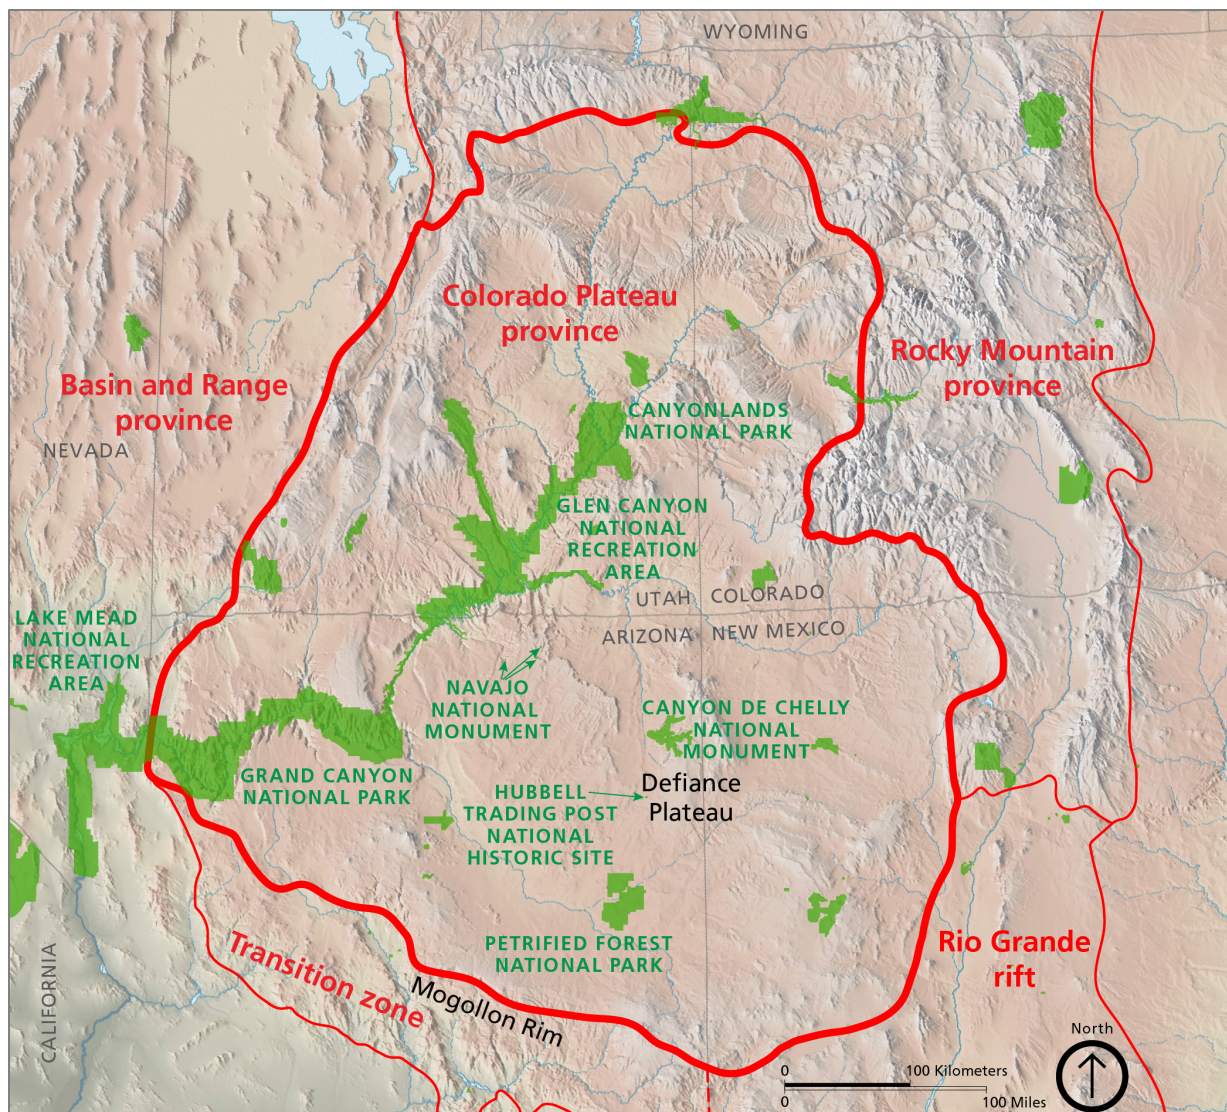 WYOMING
Colorado Plateau
province
Rocky Mountain
province
Basin and Range
province
NEVADA
CANYONLANDS
NATIONAL PARK
GLEN CANYON
NATIONAL
RECREATION
AREA
UTAH
COLORADO
LAKE MEAD
NATIONAL
RECREATION
AREA
ARIZONA
NEW MEXICO
NAVAJO
NATIONAL
MONUMENT
CANYON DE CHELLY
NATIONAL
MONUMENT
GRAND CANYON
NATIONAL PARK
Defiance
Plateau
HUBBELL
TRADING POST
NATIONAL
HISTORIC SITE
PETRIFIED FOREST
NATIONAL PARK
Rio Grande
rift
Transition zone
Mogollon Rim
CALIFORNIA
North
0
100 Kilometers
0
100 Miles